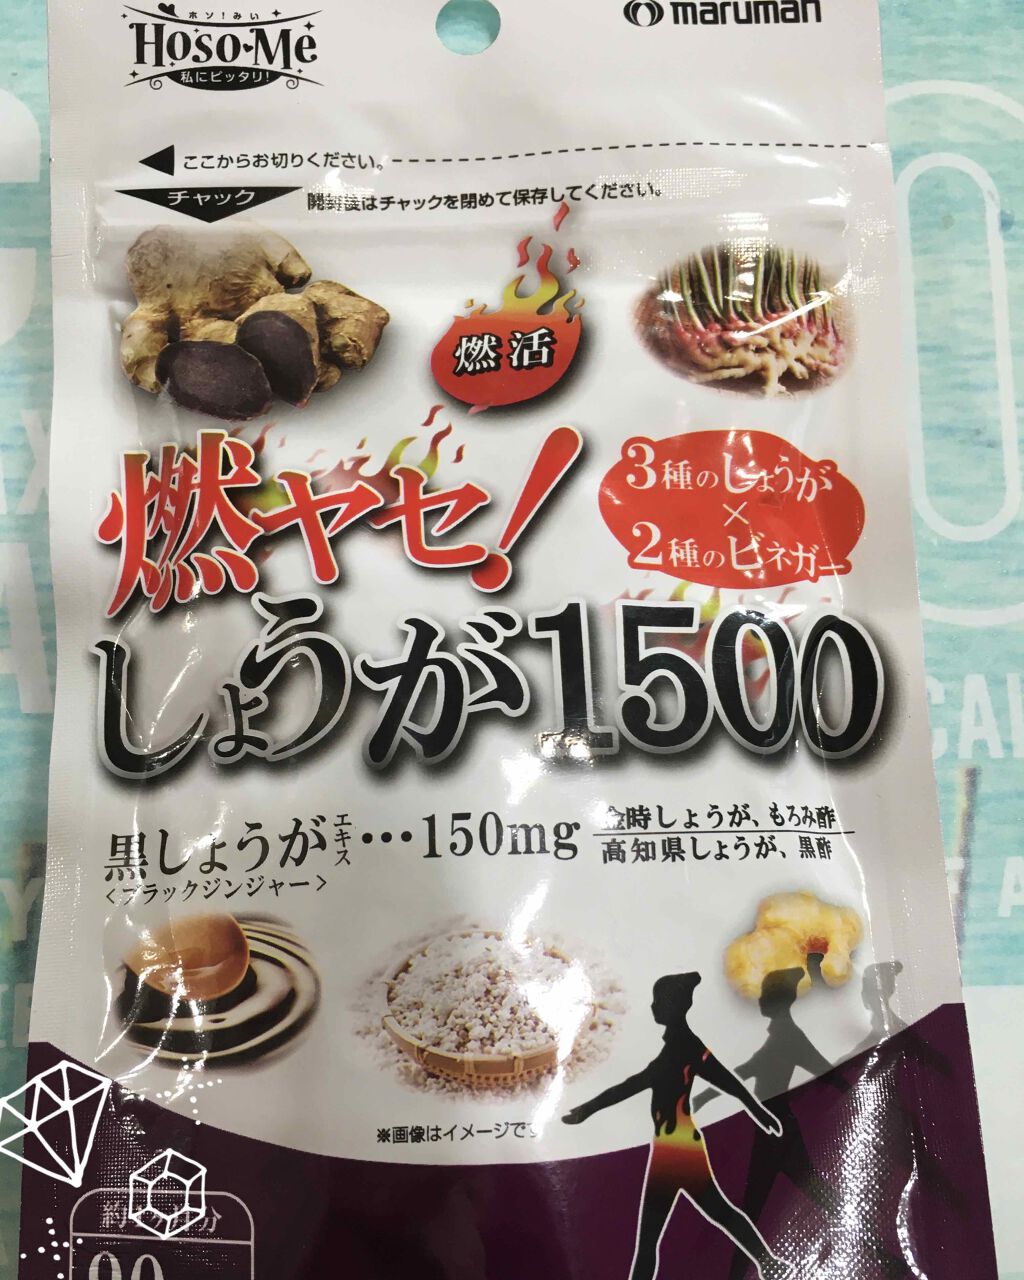 ホソ!みい
Hoso-Me
私にピッタリ!
maruman
ここからお切りください。
チャック
開封後はチャックを閉めて保存してください。
燃活
燃ヤセ!
3種のしょうが
×
2種のビネガー
しょうが1500
黒しょうがエキス…150mg
<ブラックジンジャー>
金時しょうが、もろみ酢
高知県しょうが、黒酢
※画像はイメージです
90